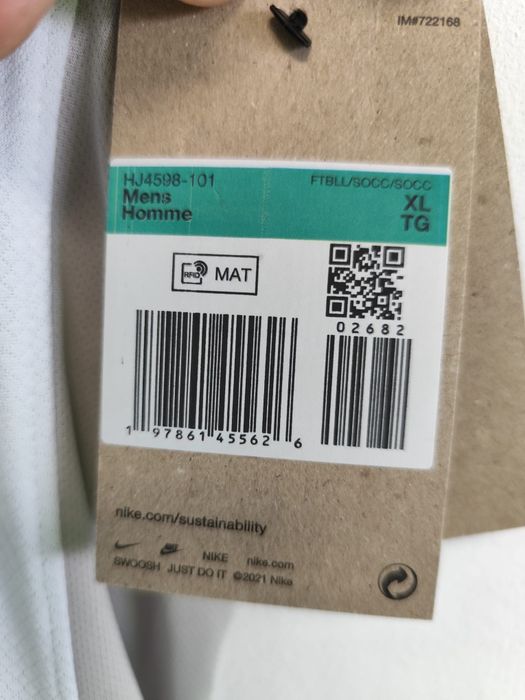 IM#722168
HJ4598-101 FTBLL/SOCC/SOCC
Mens XL
Homme TG
RFID MAT
02682
1 97861 45562 6
nike.com/sustainability
NIKE nike.com
SWOOSH JUST DO IT ©2021 Nike